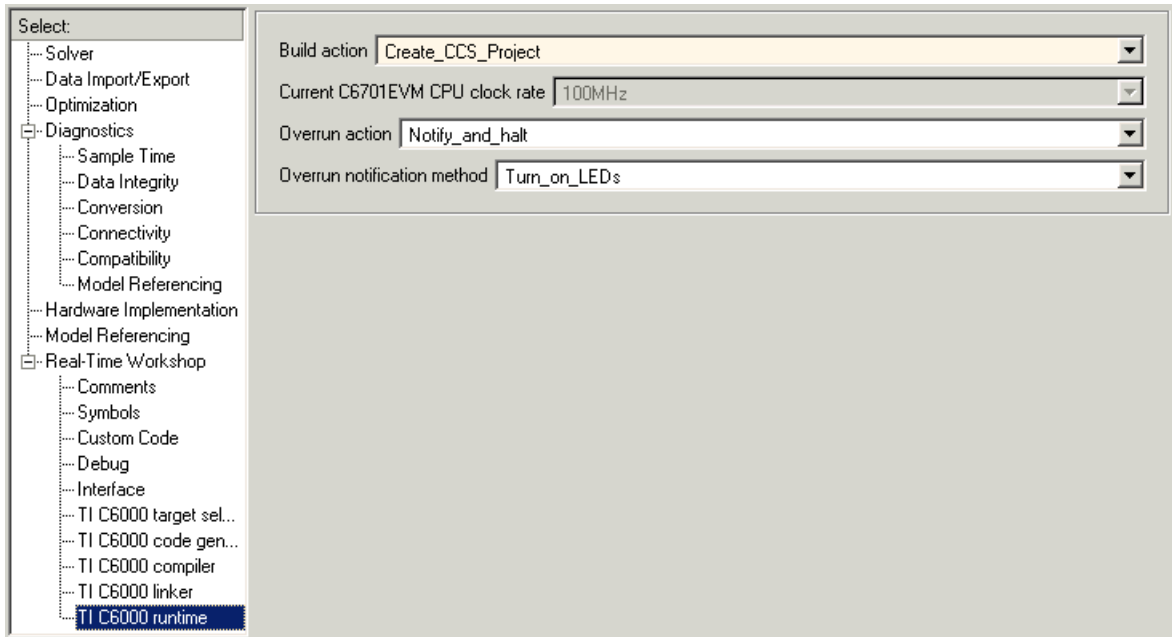 Select:
Solver
Data Import/Export
Optimization
Diagnostics
Sample Time
Data Integrity
Conversion
Connectivity
Compatibility
Model Referencing
Hardware Implementation
Model Referencing
Real-Time Workshop
Comments
Symbols
Custom Code
Debug
Interface
TI C6000 target sel...
TI C6000 code gen...
TI C6000 compiler
TI C6000 linker
TI C6000 runtime
Build action Create_CCS_Project
Current C6701EVM CPU clock rate 100MHz
Overrun action Notify_and_halt
Overrun notification method Turn_on_LEDs